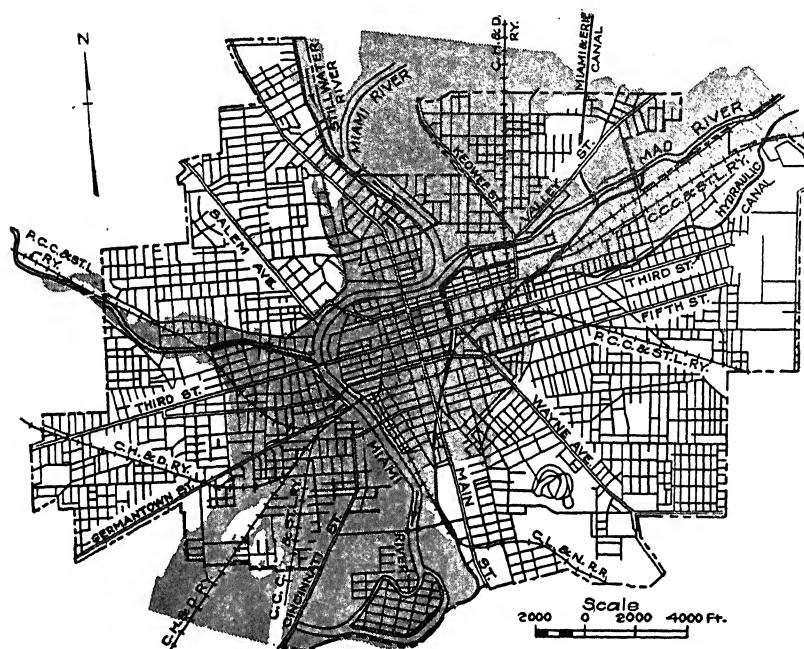 N
STILLWATER
RIVER
MIAMI RIVER
C. H. & D.
RY.
MIAMI & ERIE
CANAL
KEOWEE ST.
VALLEY ST.
MAD RIVER
C.C.C. & ST. L. RY.
HYDRAULIC
CANAL
SALEM AVE.
P.C.C. & ST. L.
RY.
THIRD ST.
FIFTH ST.
P.C.C. & ST. L. RY.
THIRD ST.
C.H. & D. RY.
GERMANTOWN ST.
WAYNE AVE.
MIAMI
RIVER
MAIN
ST.
C.L. & N. R.R.
C.H. & D. RY.
C.C.C. & ST. L. RY.
CINCINNATI ST.
Scale
2000 0 2000 4000 Ft.